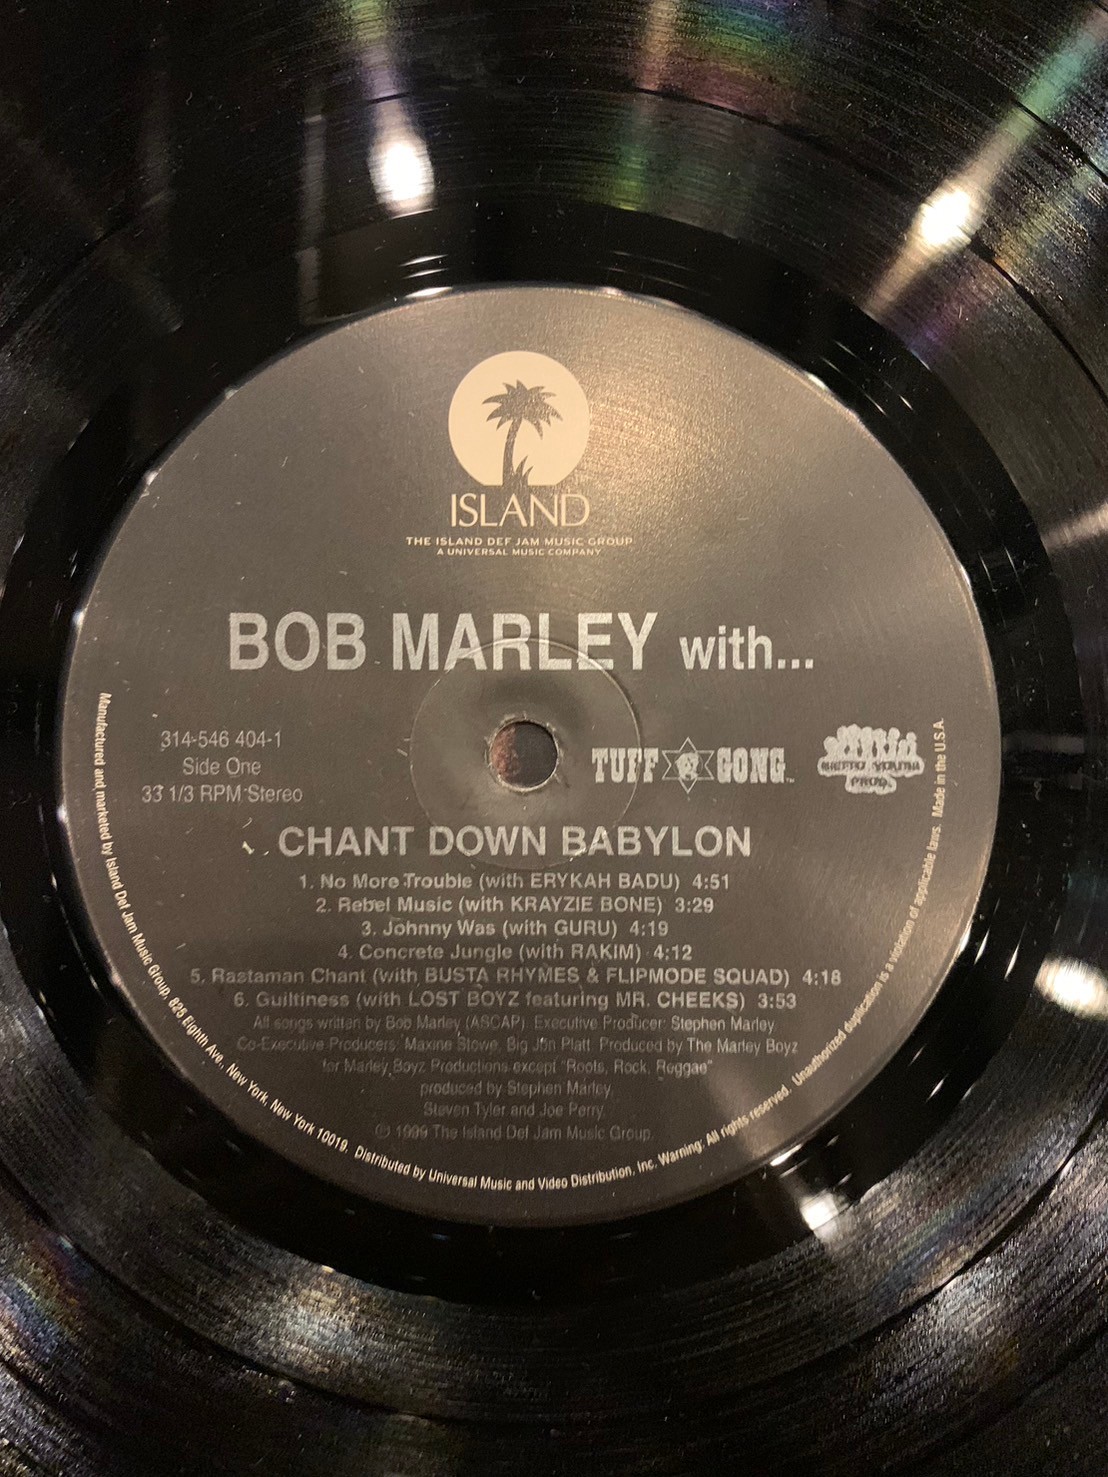 ISLAND
THE ISLAND DEF JAM MUSIC GROUP
A UNIVERSAL MUSIC COMPANY
BOB MARLEY with...
314-546 404-1
Side One
33 1/3 RPM Stereo
TUFF GONG
GHETTO YOUTHS
PROD.
CHANT DOWN BABYLON
1. No More Trouble (with ERYKAH BADU) 4:51
2. Rebel Music (with KRAYZIE BONE) 3:29
3. Johnny Was (with GURU) 4:19
4. Concrete Jungle (with RAKIM) 4:12
5. Rastaman Chant (with BUSTA RHYMES & FLIPMODE SQUAD) 4:18
6. Guiltiness (with LOST BOYZ featuring MR. CHEEKS) 3:53
All songs written by Bob Marley (ASCAP). Executive Producer: Stephen Marley
Co-Executive Producers: Maxine Stowe, Big Jon Platt. Produced by The Marley Boyz
for Marley Boyz Productions except "Roots, Rock, Reggae"
produced by Stephen Marley,
Steven Tyler and Joe Perry.
℗ 1999 The Island Def Jam Music Group.
Manufactured and marketed by Island Def Jam Music Group, 825 Eighth Ave., New York, New York 10019. Distributed by Universal Music and Video Distribution, Inc. Warning: All rights reserved. Unauthorized duplication is a violation of applicable laws. Made in the U.S.A.